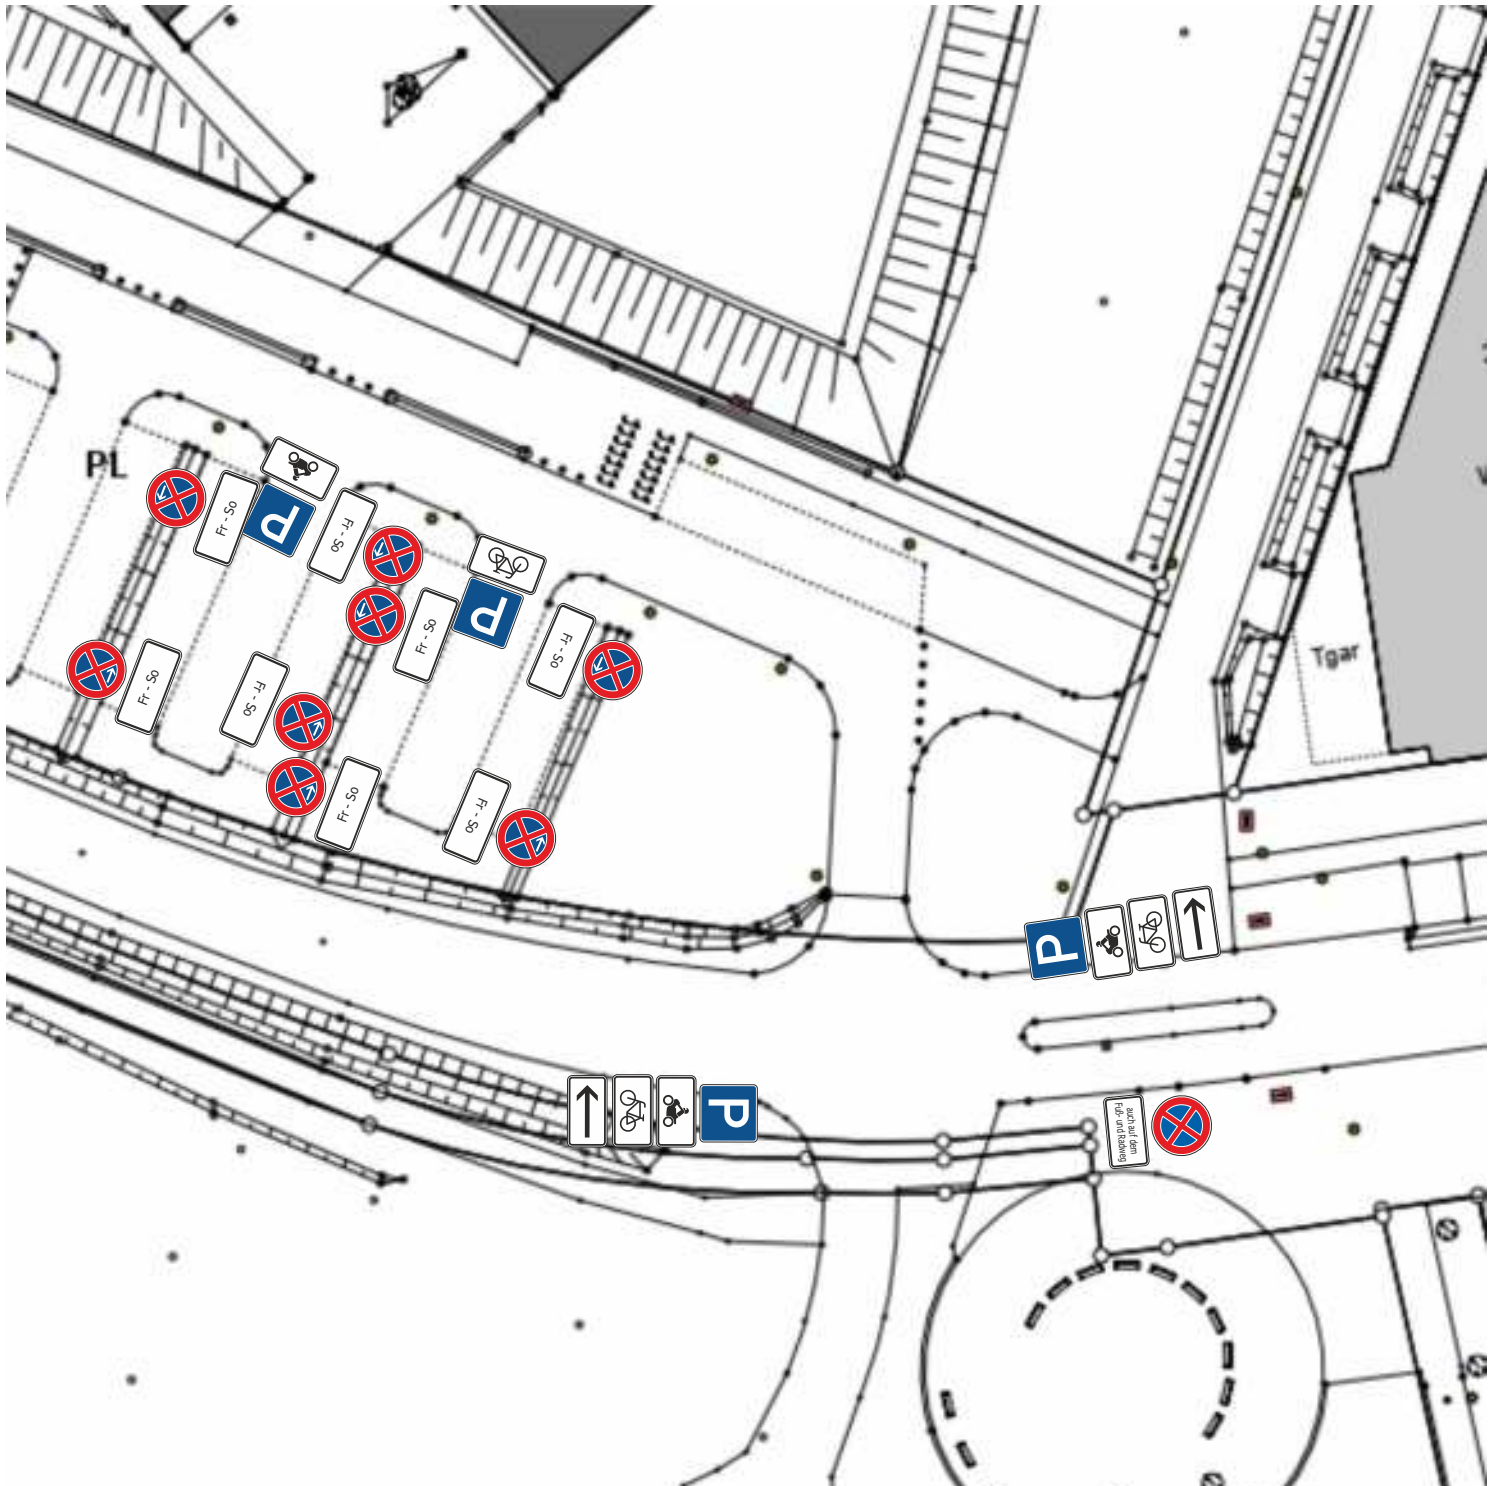 PL
P
Fr - So
Fr - So
P
Fr - So
Fr - So
Fr - So
Fr - So
Fr - So
Fr - So
Tgar
P
P
auch auf dem
Fuß- und Radweg